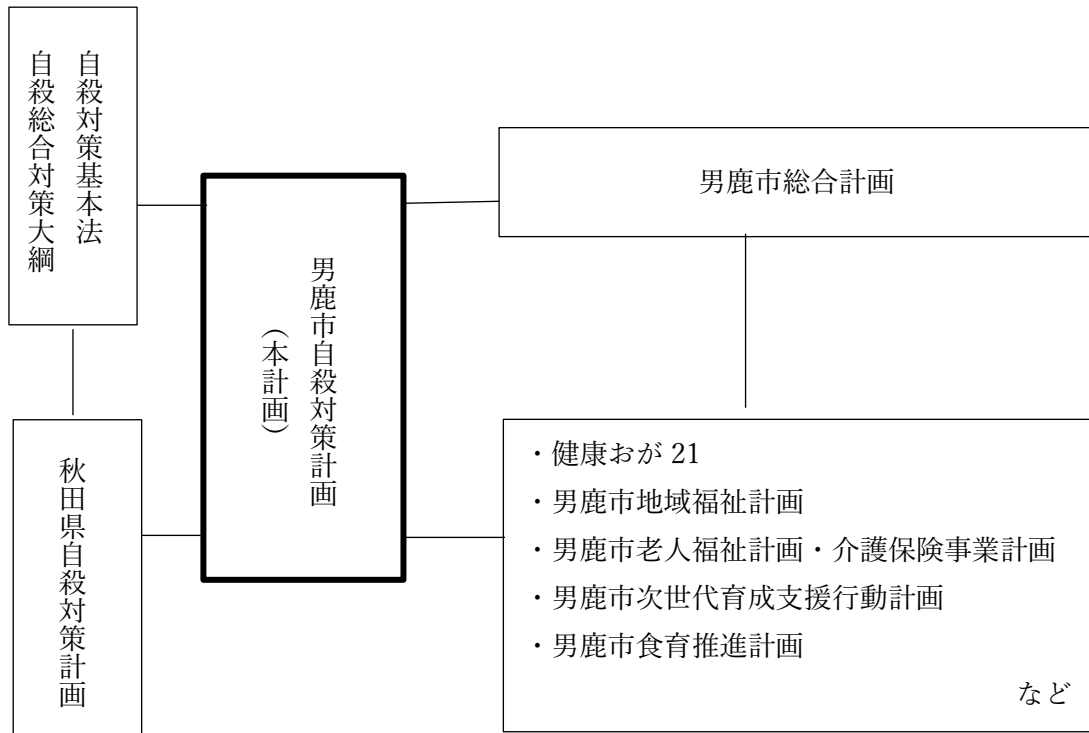 自殺対策基本法
自殺総合対策大綱
秋田県自殺対策計画
男鹿市自殺対策計画
(本計画)
男鹿市総合計画
・健康おが 21
・男鹿市地域福祉計画
・男鹿市老人福祉計画・介護保険事業計画
・男鹿市次世代育成支援行動計画
・男鹿市食育推進計画
など